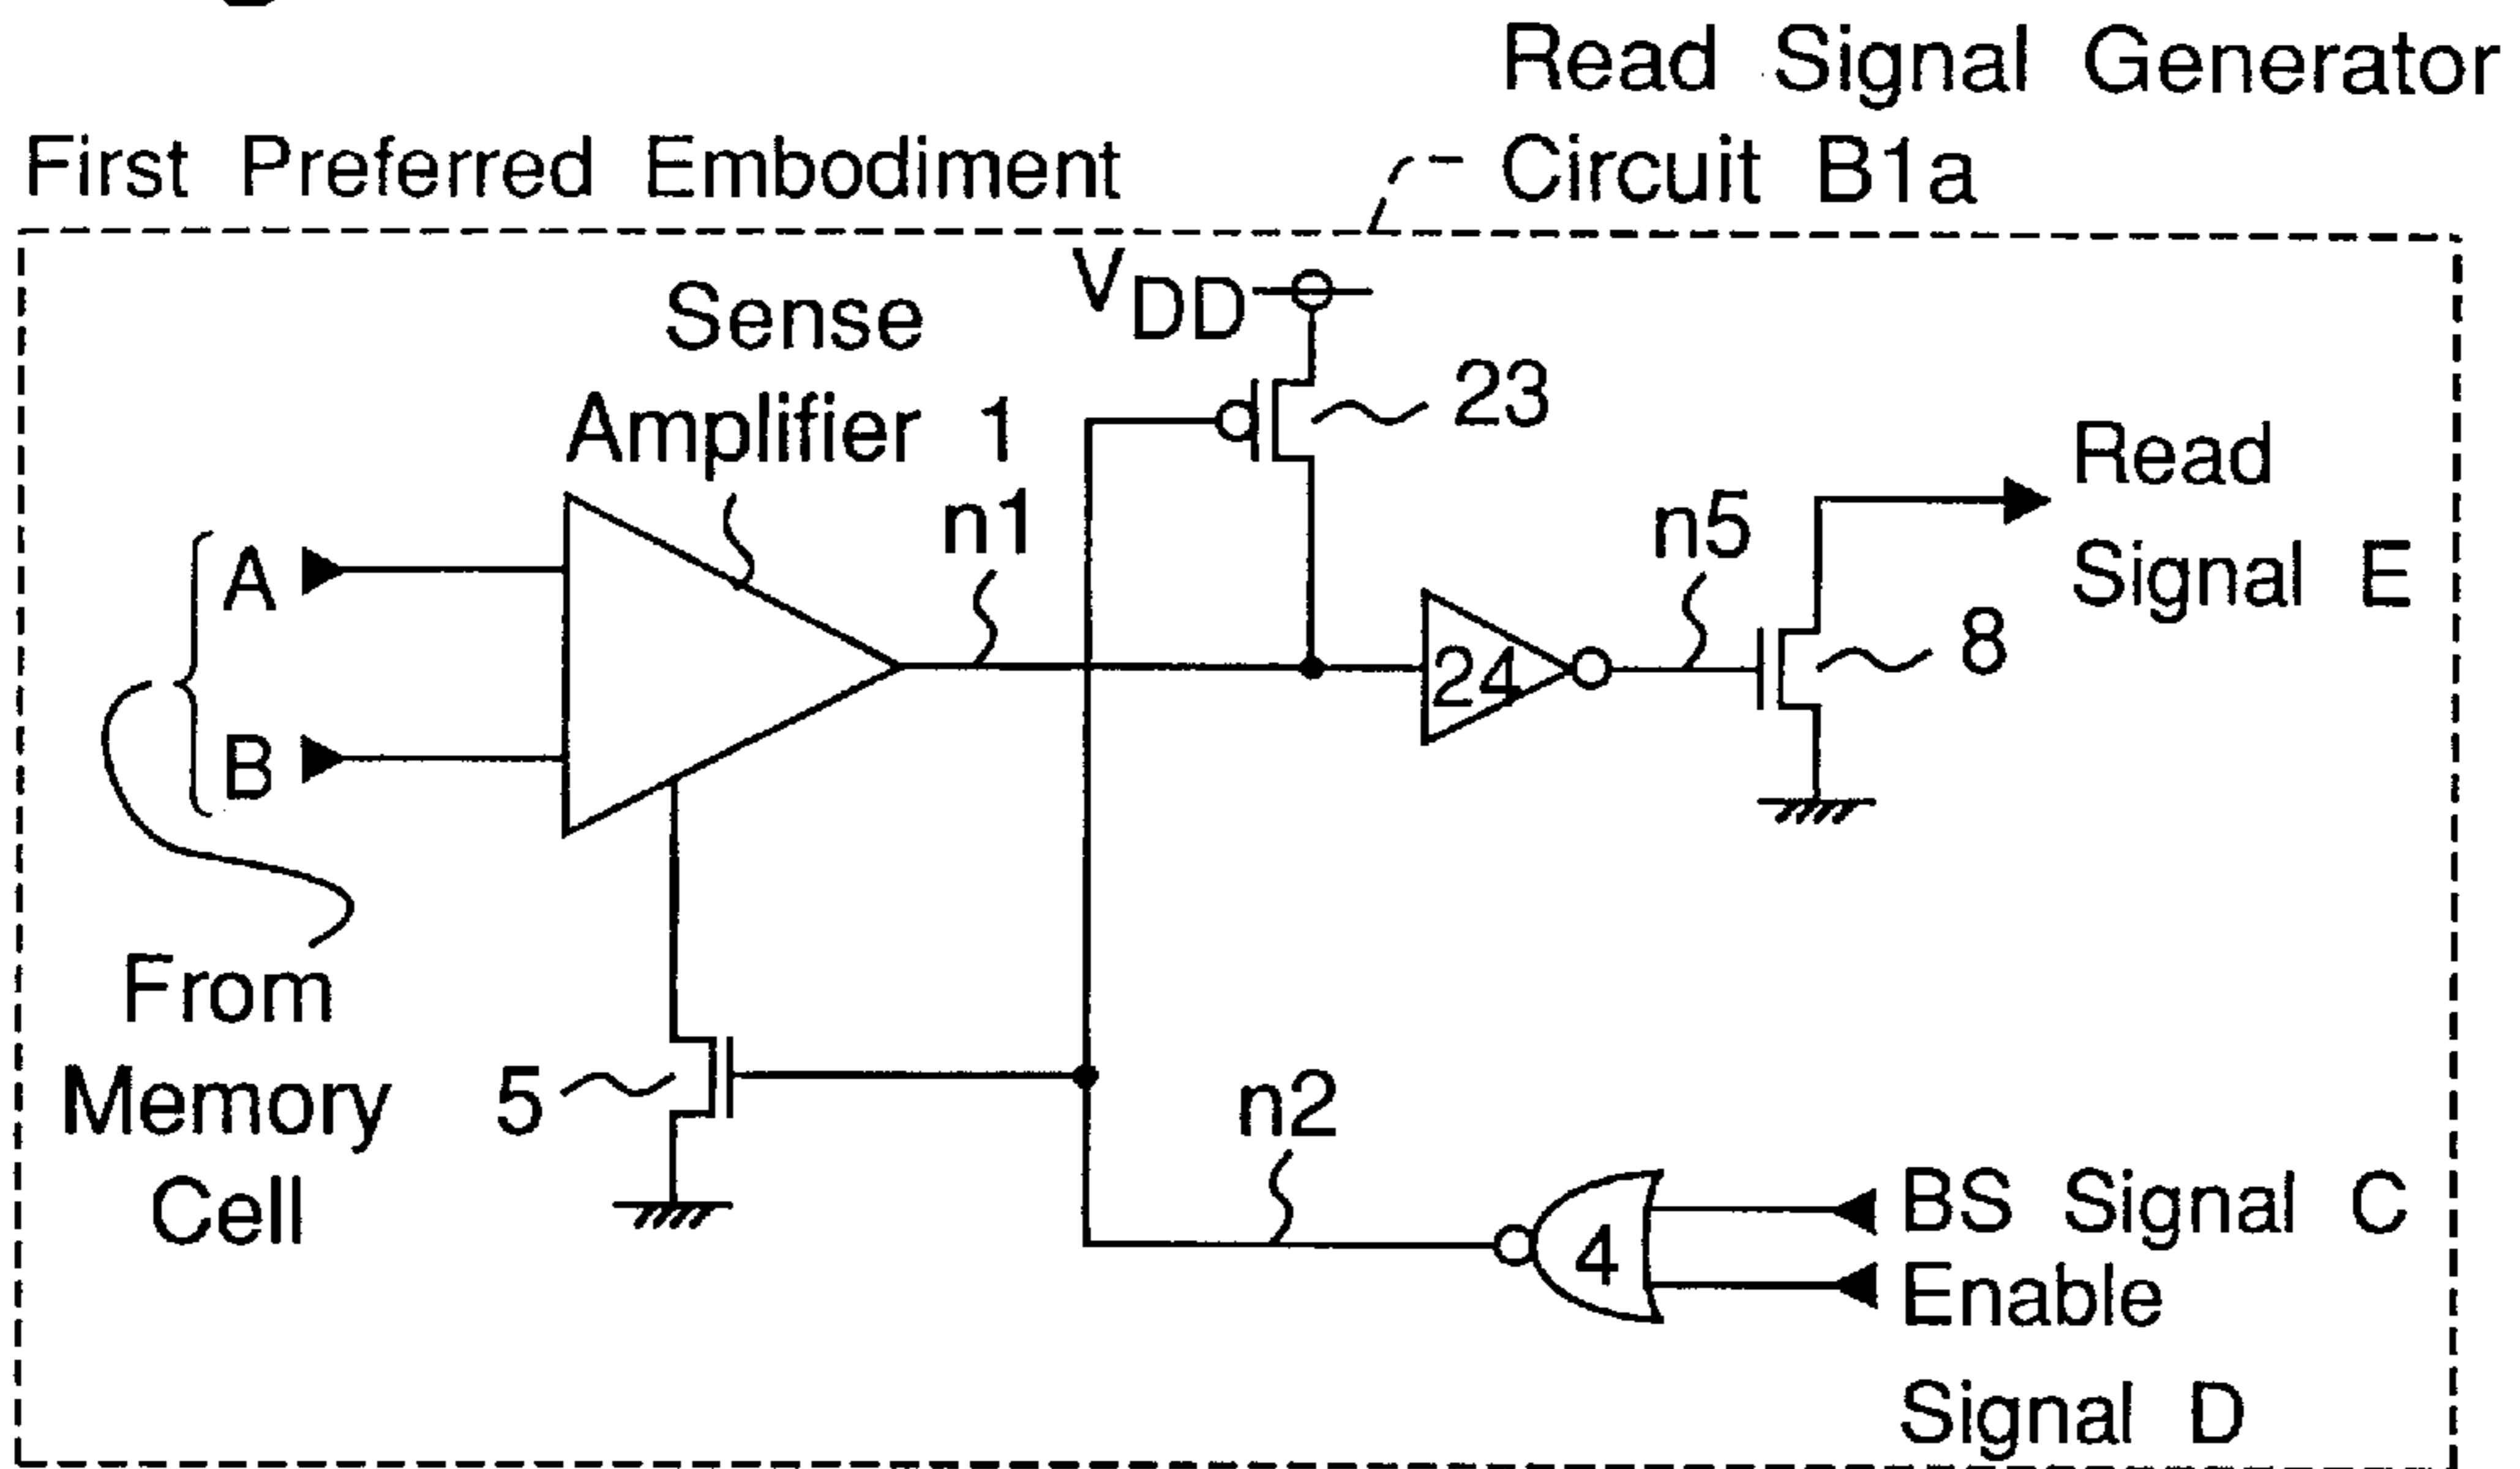 Read Signal Generator
Circuit B1a
First Preferred Embodiment
VDD
Sense
Amplifier 1
23
n1
n5
Read
Signal E
A
24
8
B
From
Memory
Cell
5
n2
4
BS Signal C
Enable
Signal D